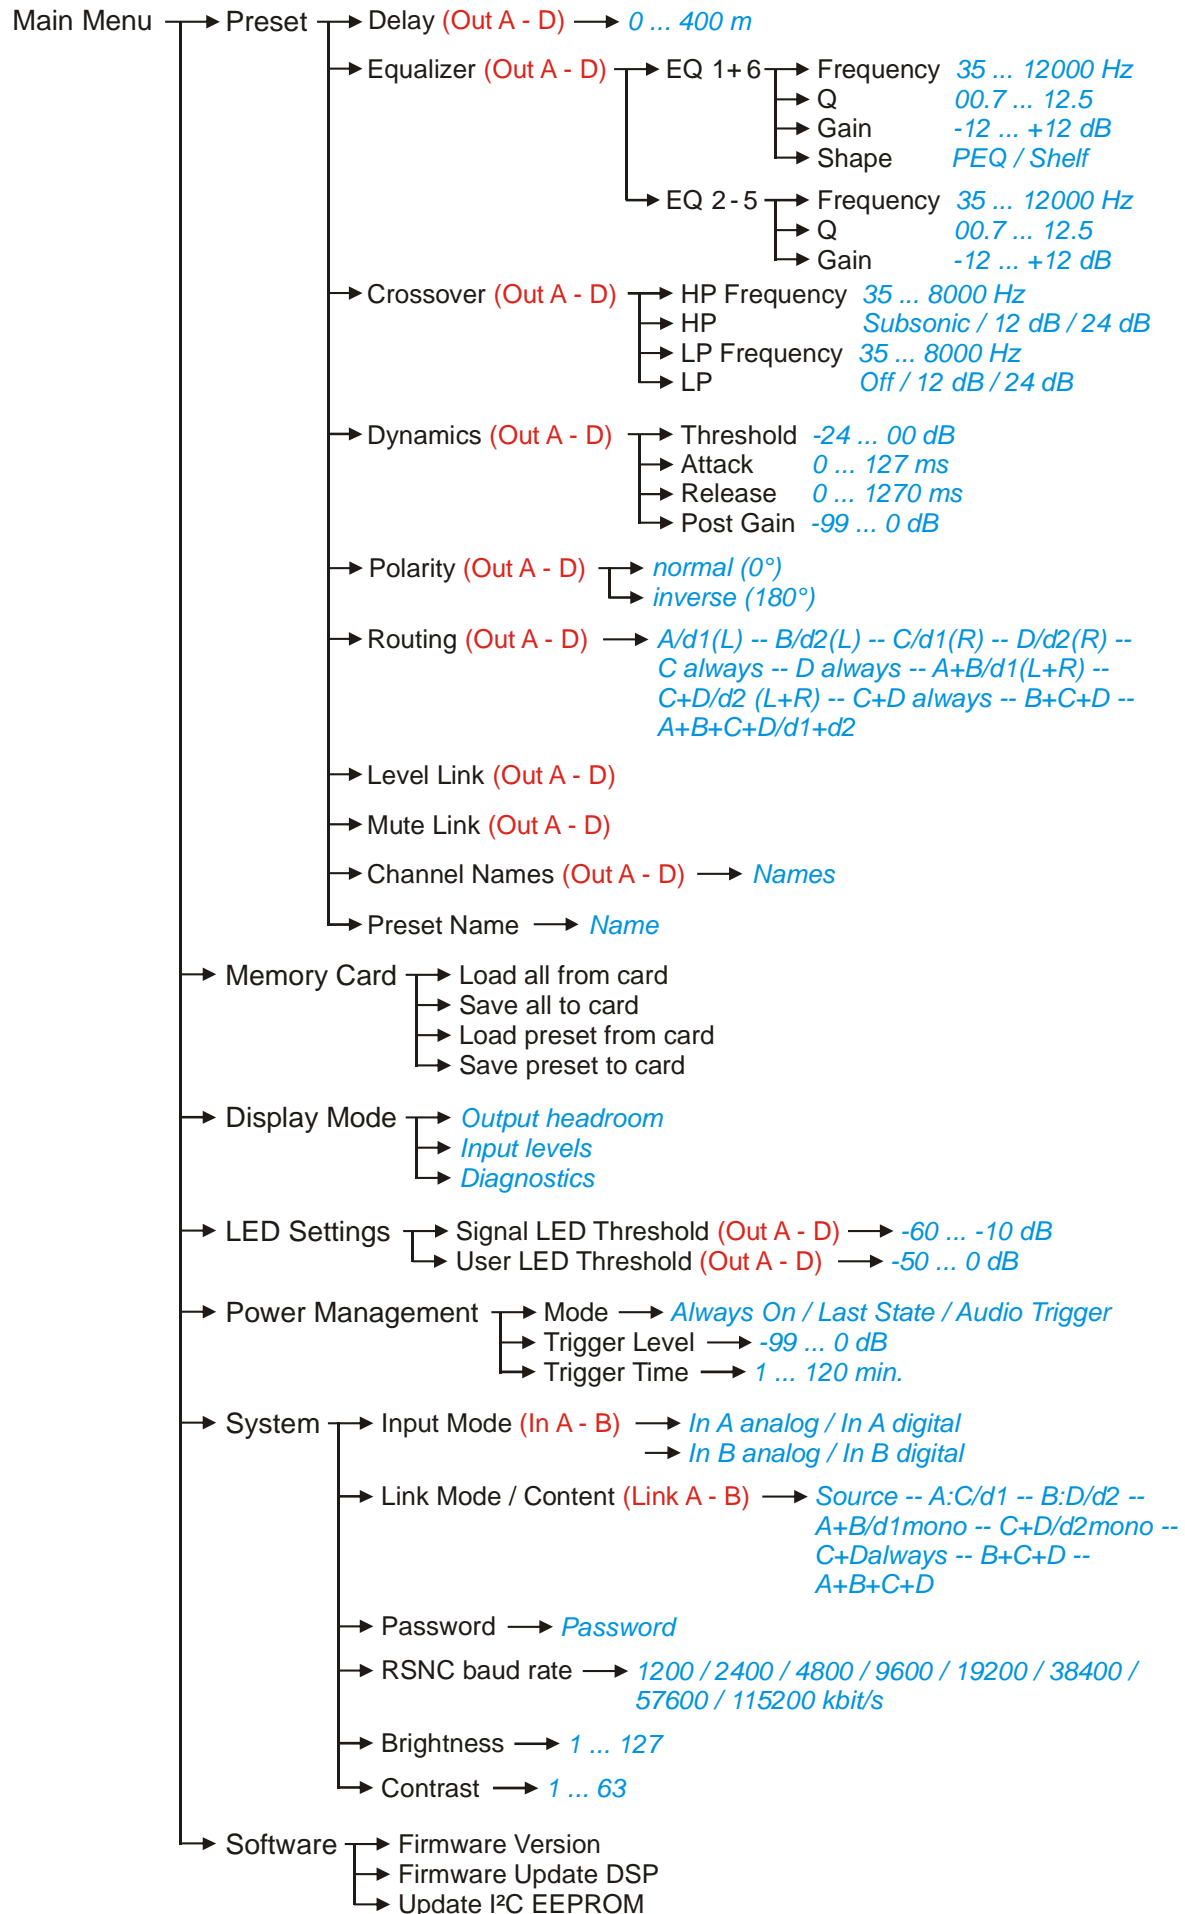 Main Menu Preset Delay (Out A - D) 0 ... 400 m
Equalizer (Out A - D) EQ 1+6 Frequency 35 ... 12000 Hz
Q 00.7 ... 12.5
Gain -12 ... +12 dB
Shape PEQ / Shelf
EQ 2-5 Frequency 35 ... 12000 Hz
Q 00.7 ... 12.5
Gain -12 ... +12 dB
Crossover (Out A - D) HP Frequency 35 ... 8000 Hz
HP Subsonic / 12 dB / 24 dB
LP Frequency 35 ... 8000 Hz
LP Off / 12 dB / 24 dB
Dynamics (Out A - D) Threshold -24 ... 00 dB
Attack 0 ... 127 ms
Release 0 ... 1270 ms
Post Gain -99 ... 0 dB
Polarity (Out A - D) normal (0°)
inverse (180°)
Routing (Out A - D) A/d1(L) -- B/d2(L) -- C/d1(R) -- D/d2(R) --
C always -- D always -- A+B/d1(L+R) --
C+D/d2 (L+R) -- C+D always -- B+C+D --
A+B+C+D/d1+d2
Level Link (Out A - D)
Mute Link (Out A - D)
Channel Names (Out A - D) Names
Preset Name Name
Memory Card Load all from card
Save all to card
Load preset from card
Save preset to card
Display Mode Output headroom
Input levels
Diagnostics
LED Settings Signal LED Threshold (Out A - D) -60 ... -10 dB
User LED Threshold (Out A - D) -50 ... 0 dB
Power Management Mode Always On / Last State / Audio Trigger
Trigger Level -99 ... 0 dB
Trigger Time 1 ... 120 min.
System Input Mode (In A - B) In A analog / In A digital
In B analog / In B digital
Link Mode / Content (Link A - B) Source -- A:C/d1 -- B:D/d2 --
A+B/d1mono -- C+D/d2mono --
C+Dalways -- B+C+D --
A+B+C+D
Password Password
RSNC baud rate 1200 / 2400 / 4800 / 9600 / 19200 / 38400 /
57600 / 115200 kbit/s
Brightness 1 ... 127
Contrast 1 ... 63
Software Firmware Version
Firmware Update DSP
Update I²C EEPROM